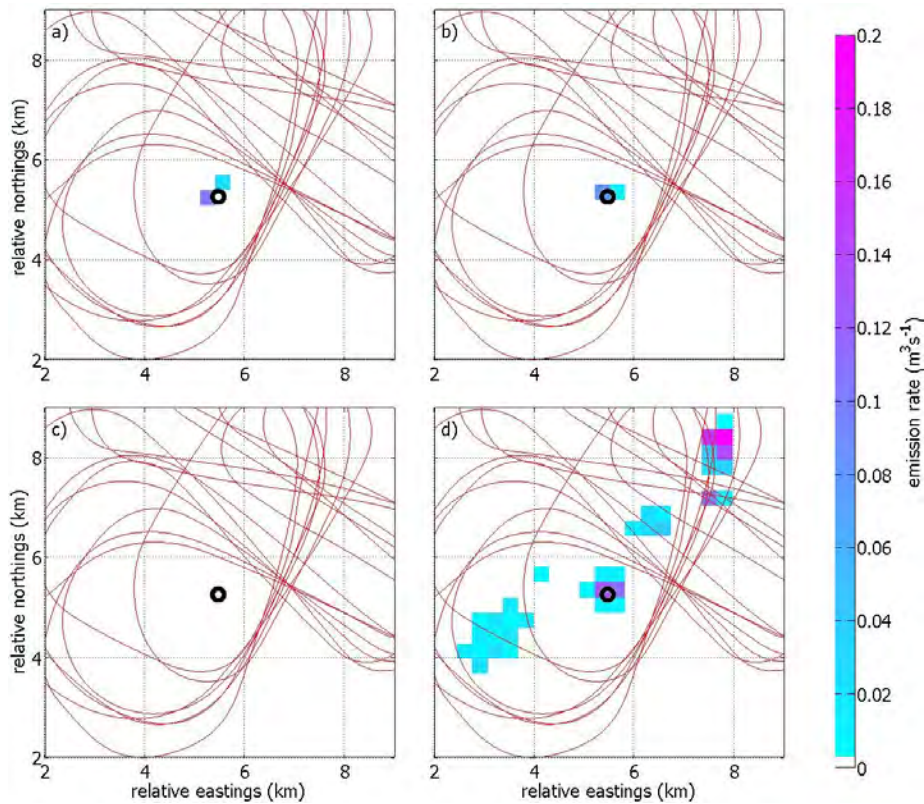 a)
b)
8
6
4
2
relative northings (km)
2 4 6 8
2 4 6 8
c)
d)
8
6
4
2
relative northings (km)
2 4 6 8
2 4 6 8
relative eastings (km)
relative eastings (km)
0.2
0.18
0.16
0.14
0.12
0.1
0.08
0.06
0.04
0.02
0
emission rate (m³s⁻¹)